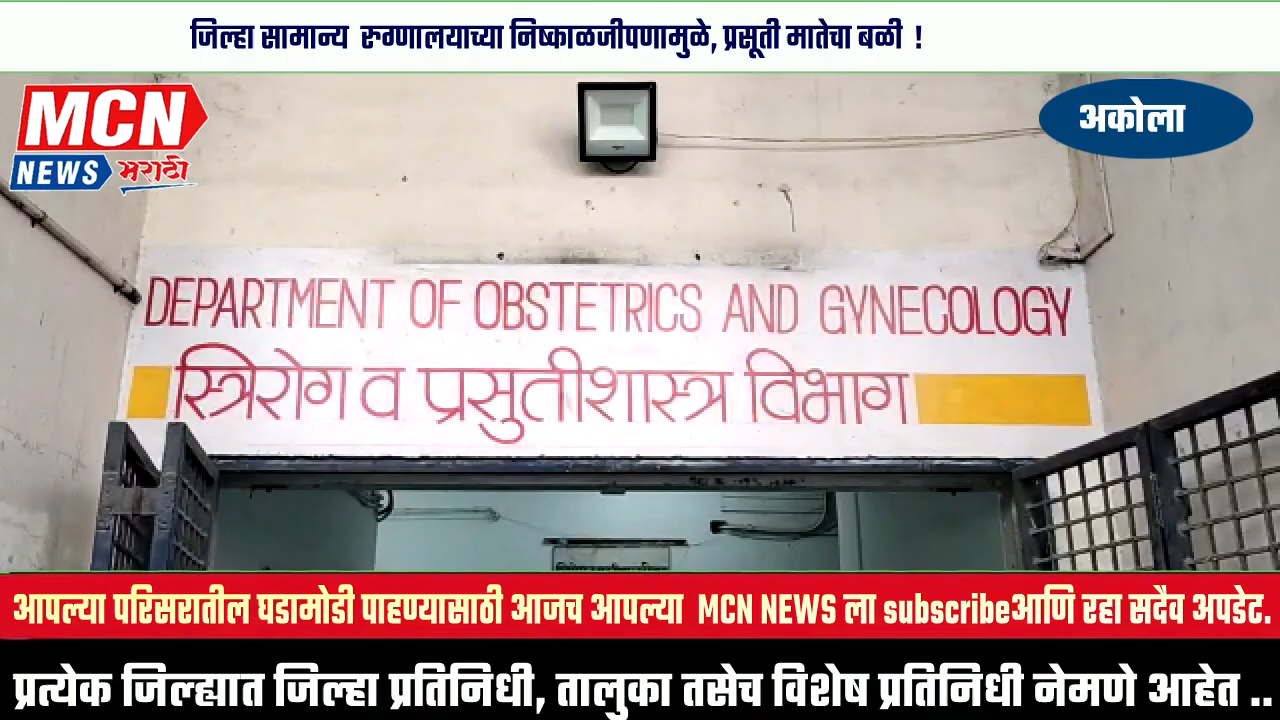 जिल्हा सामान्य रुग्णालयाच्या निष्काळजीपणामुळे, प्रसूती मातेचा बळी !
MCN
NEWS मराठी
अकोला
DEPARTMENT OF OBSTETRICS AND GYNECOLOGY
स्त्रिरोग व प्रसुतीशास्त्र विभाग
आपल्या परिसरातील घडामोडी पाहण्यासाठी आजच आपल्या MCN NEWS ला subscribeआणि रहा सदैव अपडेट.
प्रत्येक जिल्ह्यात जिल्हा प्रतिनिधी, तालुका तसेच विशेष प्रतिनिधी नेमणे आहेत ..